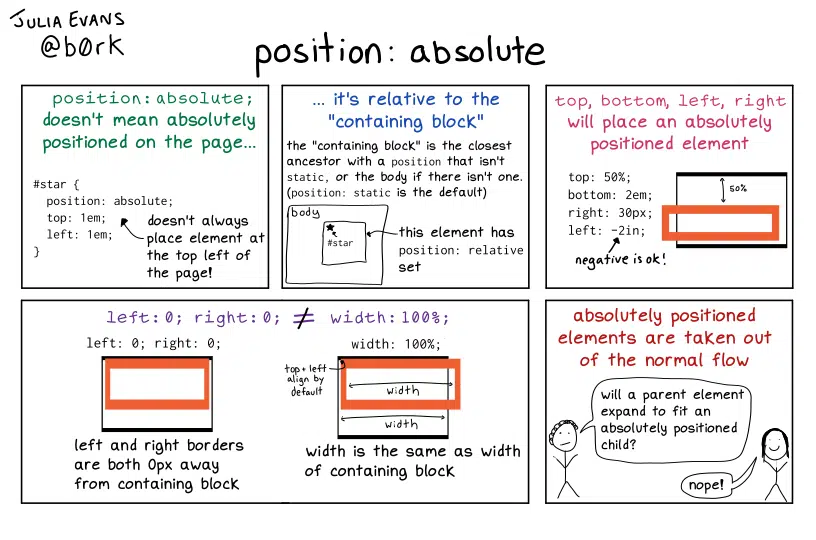 JULIA EVANS
@b0rk
position: absolute
position: absolute;
doesn't mean absolutely
positioned on the page...
#star {
position: absolute;
top: 1em;
left: 1em;
}
doesn't always
place element at
the top left of
the page!
... it's relative to the
"containing block"
the "containing block" is the closest
ancestor with a position that isn't
static, or the body if there isn't one.
(position: static is the default)
body
#star
this element has
position: relative
set
top, bottom, left, right
will place an absolutely
positioned element
top: 50%;
bottom: 2em;
right: 30px;
left: -2in;
negative is ok!
50%
left: 0; right: 0; ≠ width: 100%;
left: 0; right: 0;
left and right borders
are both 0px away
from containing block
width: 100%;
top + left
align by
default
width
width
width is the same as width
of containing block
absolutely positioned
elements are taken out
of the normal flow
will a parent element
expand to fit an
absolutely positioned
child?
nope!